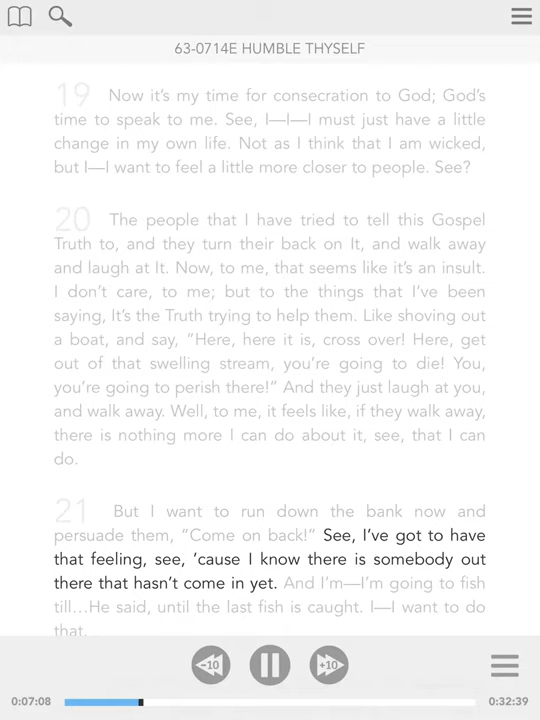 63-0714E HUMBLE THYSELF
19 Now it's my time for consecration to God; God's
time to speak to me. See, I—I—I must just have a little
change in my own life. Not as I think that I am wicked,
but I—I want to feel a little more closer to people. See?
20 The people that I have tried to tell this Gospel
Truth to, and they turn their back on It, and walk away
and laugh at It. Now, to me, that seems like it's an insult.
I don't care, to me; but to the things that I've been
saying, It's the Truth trying to help them. Like shoving out
a boat, and say, “Here, here it is, cross over! Here, get
out of that swelling stream, you're going to die! You,
you're going to perish there!” And they just laugh at you,
and walk away. Well, to me, it feels like, if they walk away,
there is nothing more I can do about it, see, that I can
do.
21 But I want to run down the bank now and
persuade them, “Come on back!” See, I've got to have
that feeling, see, ‘cause I know there is somebody out
there that hasn't come in yet. And I'm—I'm going to fish
till…He said, until the last fish is caught. I—I want to do
that.
-10
+10
0:07:08
0:32:39